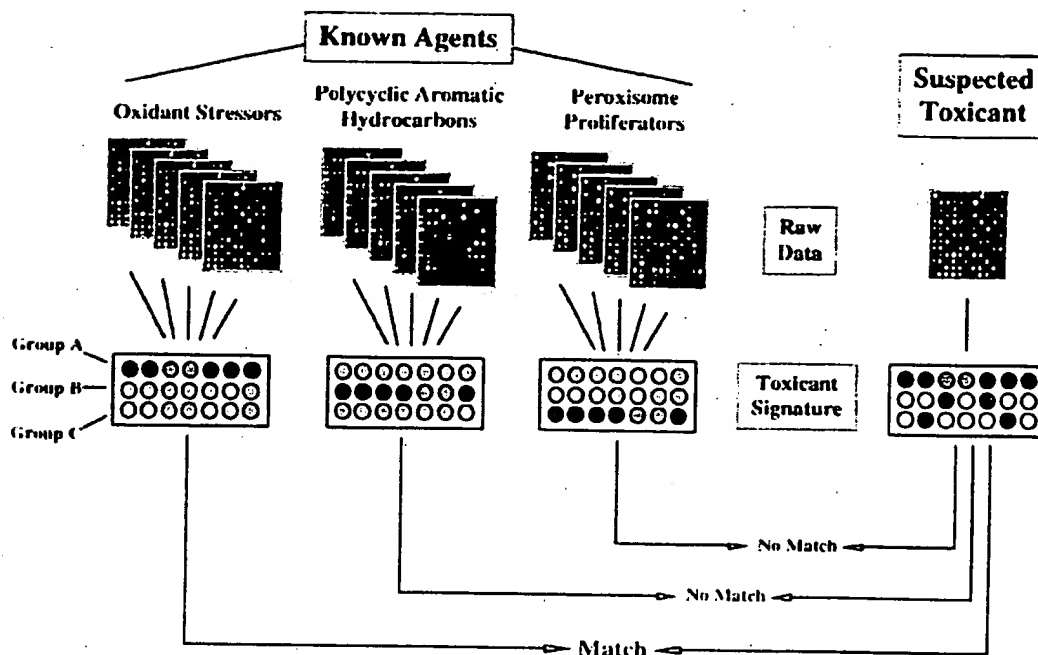 Known Agents
Suspected
Toxicant
Oxidant Stressors
Polycyclic Aromatic
Hydrocarbons
Peroxisome
Proliferators
Raw
Data
Group A
Group B
Group C
Toxicant
Signature
No Match
No Match
Match